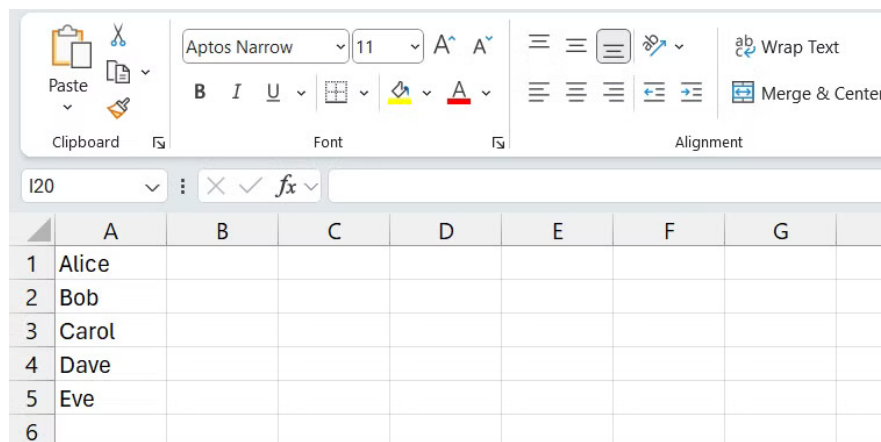 Aptos Narrow 11 A A ab Wrap Text
Paste
B I U A Merge & Center
Clipboard Font Alignment
I20 fx
A B C D E F G
1 Alice
2 Bob
3 Carol
4 Dave
5 Eve
6